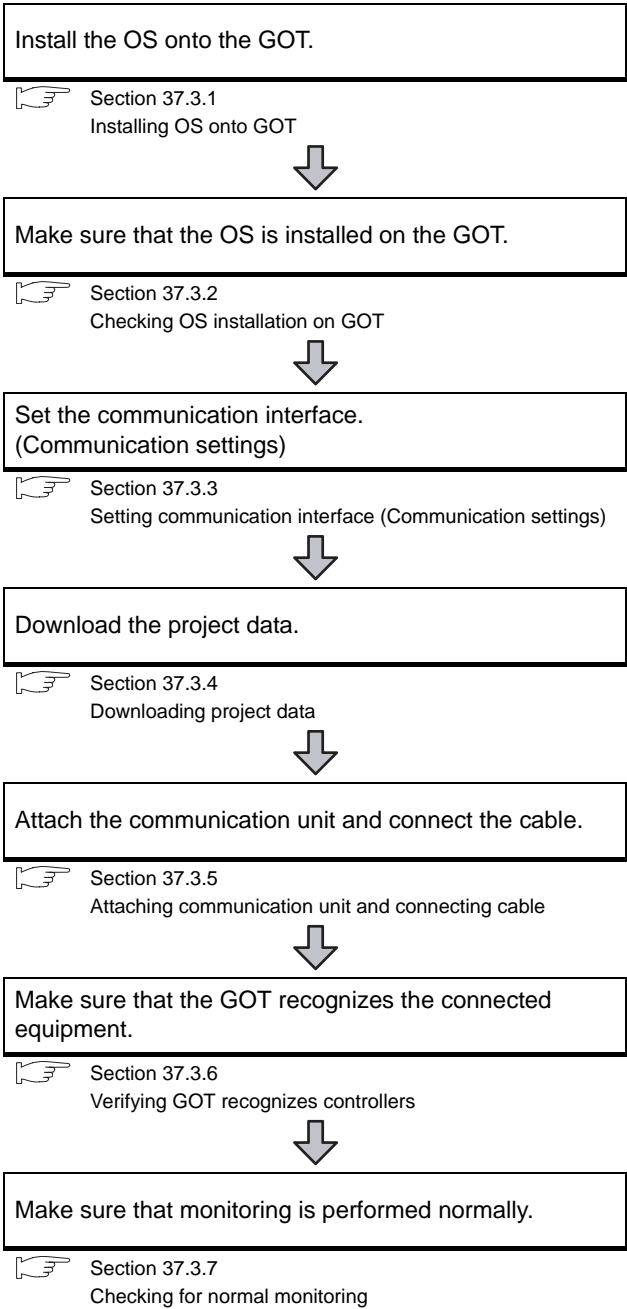 Install the OS onto the GOT.
Section 37.3.1
Installing OS onto GOT
Make sure that the OS is installed on the GOT.
Section 37.3.2
Checking OS installation on GOT
Set the communication interface.
(Communication settings)
Section 37.3.3
Setting communication interface (Communication settings)
Download the project data.
Section 37.3.4
Downloading project data
Attach the communication unit and connect the cable.
Section 37.3.5
Attaching communication unit and connecting cable
Make sure that the GOT recognizes the connected
equipment.
Section 37.3.6
Verifying GOT recognizes controllers
Make sure that monitoring is performed normally.
Section 37.3.7
Checking for normal monitoring